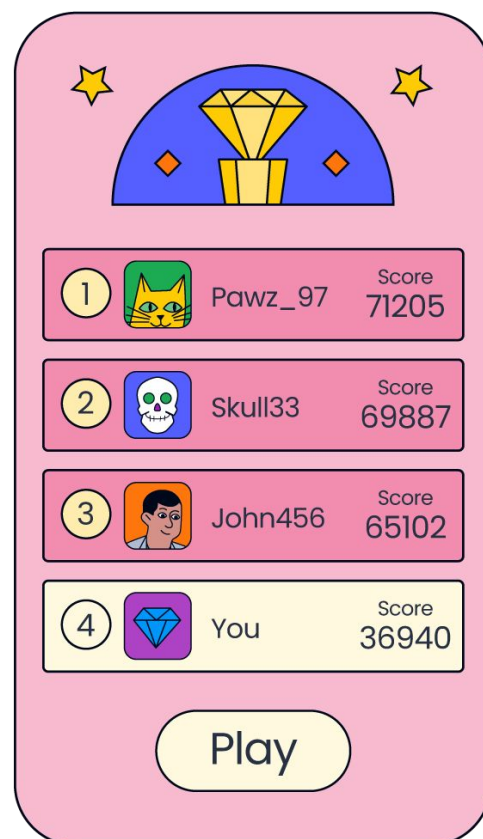 1 Pawz_97 Score
71205
2 Skull33 Score
69887
3 John456 Score
65102
4 You Score
36940
Play